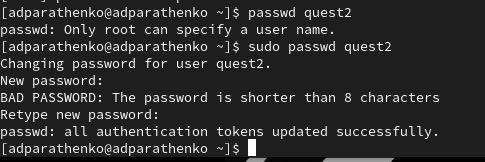 [adparathenko@adparathenko ~]$ passwd quest2
passwd: Only root can specify a user name.
[adparathenko@adparathenko ~]$ sudo passwd quest2
Changing password for user quest2.
New password:
BAD PASSWORD: The password is shorter than 8 characters
Retype new password:
passwd: all authentication tokens updated successfully.
[adparathenko@adparathenko ~]$